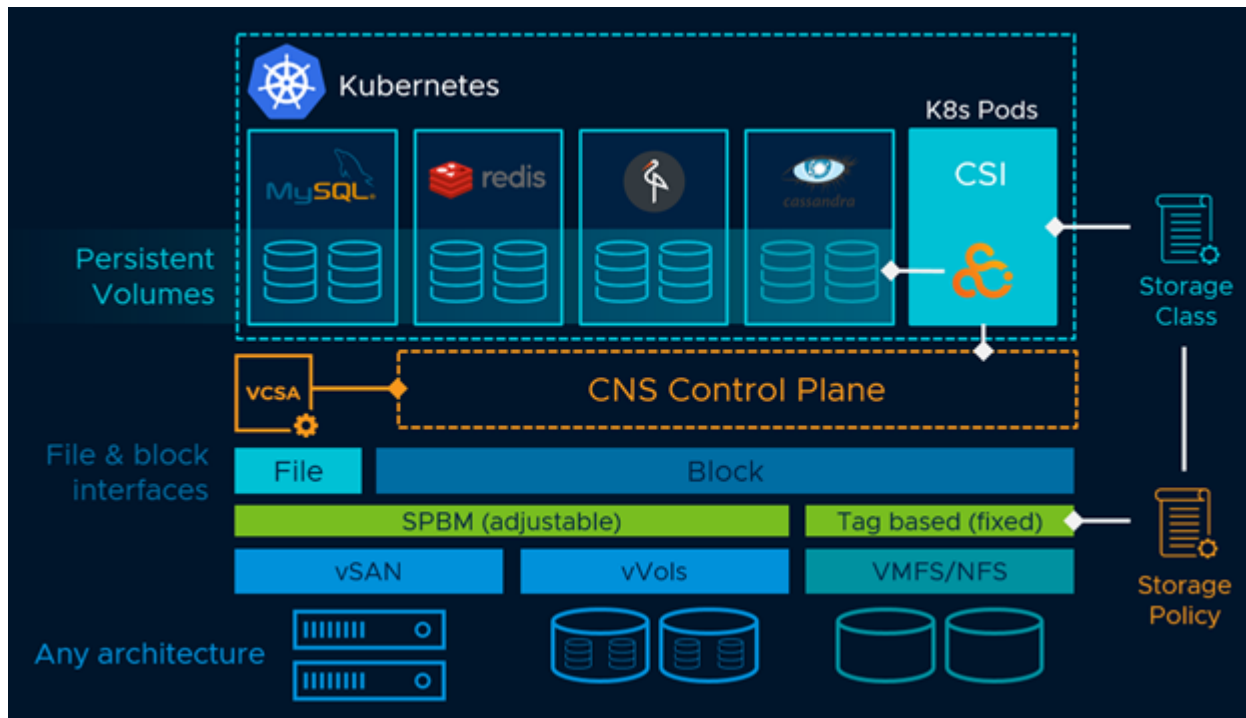 Kubernetes
K8s Pods
MySQL.
redis
cassandra
CSI
Persistent
Volumes
Storage
Class
VCSA
CNS Control Plane
File & block
interfaces
File
Block
SPBM (adjustable)
Tag based (fixed)
vSAN
vVols
VMFS/NFS
Storage
Policy
Any architecture